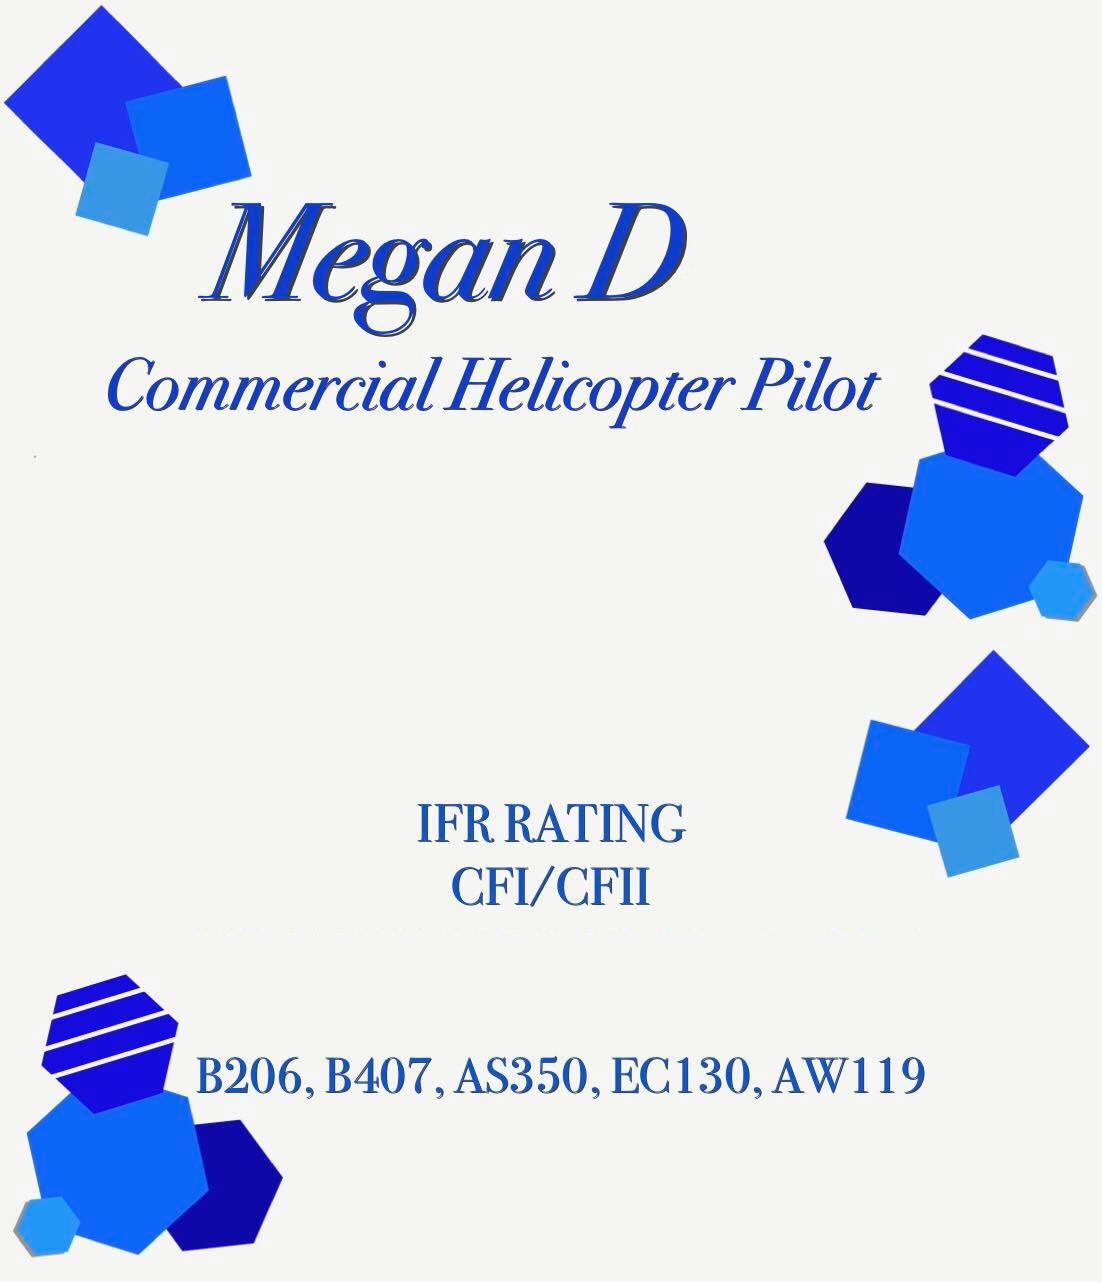 Megan D
Commercial Helicopter Pilot
IFR RATING
CFI/CFII
B206, B407, AS350, EC130, AW119